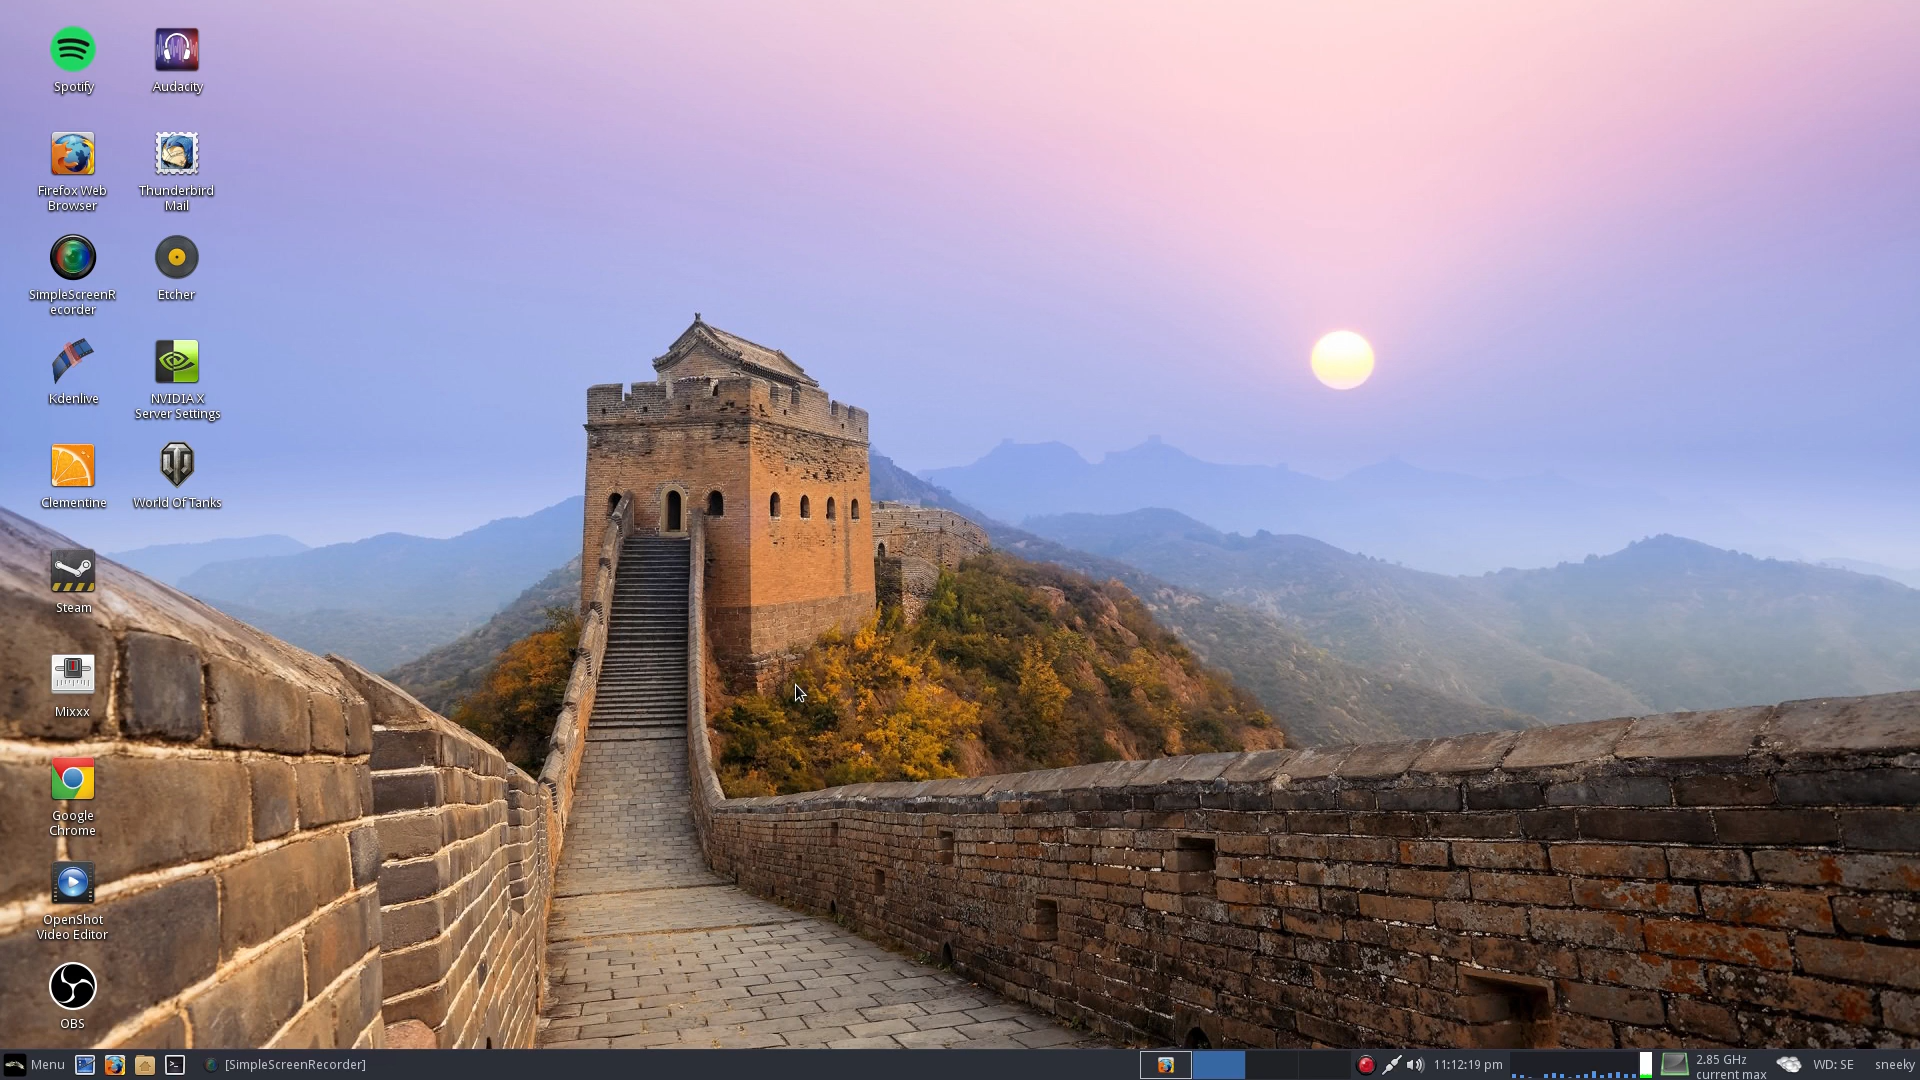 Spotify
Audacity
Firefox Web
Browser
Thunderbird
Mail
SimpleScreenR
ecorder
Etcher
Kdenlive
NVIDIA X
Server Settings
Clementine
World Of Tanks
Steam
Mixxx
Google
Chrome
OpenShot
Video Editor
OBS
Menu
[SimpleScreenRecorder]
11:12:19 pm
2.85 GHz
current max
WD: SE
sneeky